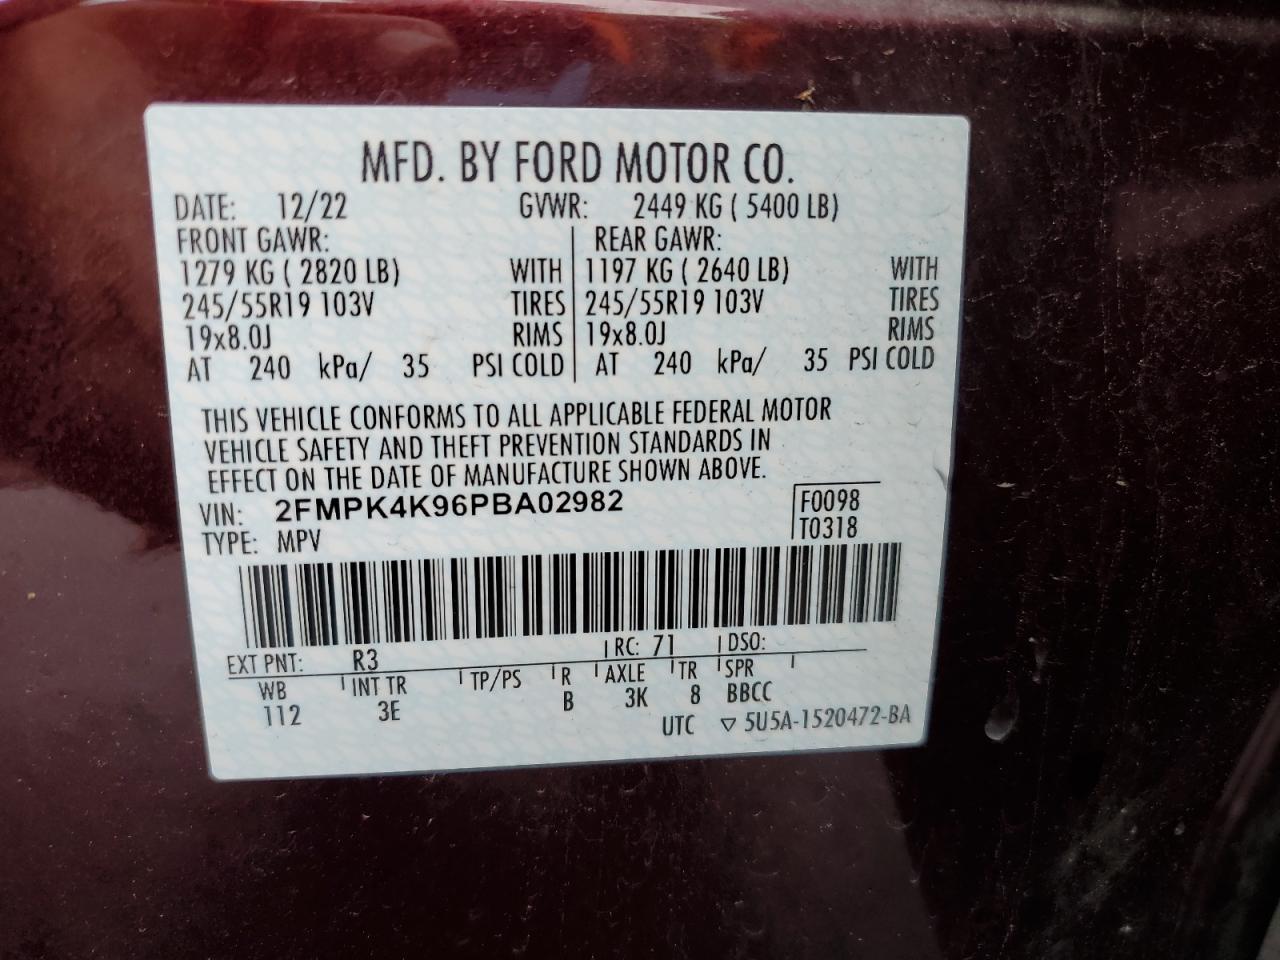 MFD. BY FORD MOTOR CO.
DATE: 12/22 GVWR: 2449 KG ( 5400 LB)
FRONT GAWR: REAR GAWR:
1279 KG ( 2820 LB) WITH 1197 KG ( 2640 LB) WITH
245/55R19 103V TIRES 245/55R19 103V TIRES
19x8.0J RIMS 19x8.0J RIMS
AT 240 kPa/ 35 PSI COLD AT 240 kPa/ 35 PSI COLD
THIS VEHICLE CONFORMS TO ALL APPLICABLE FEDERAL MOTOR
VEHICLE SAFETY AND THEFT PREVENTION STANDARDS IN
EFFECT ON THE DATE OF MANUFACTURE SHOWN ABOVE.
VIN: 2FMPK4K96PBA02982 F0098
TYPE: MPV T0318
EXT PNT: R3 RC: 71 DSO:
WB INT TR TP/PS R AXLE TR SPR
112 3E B 3K 8 BBCC
UTC ▽ 5U5A-1520472-BA